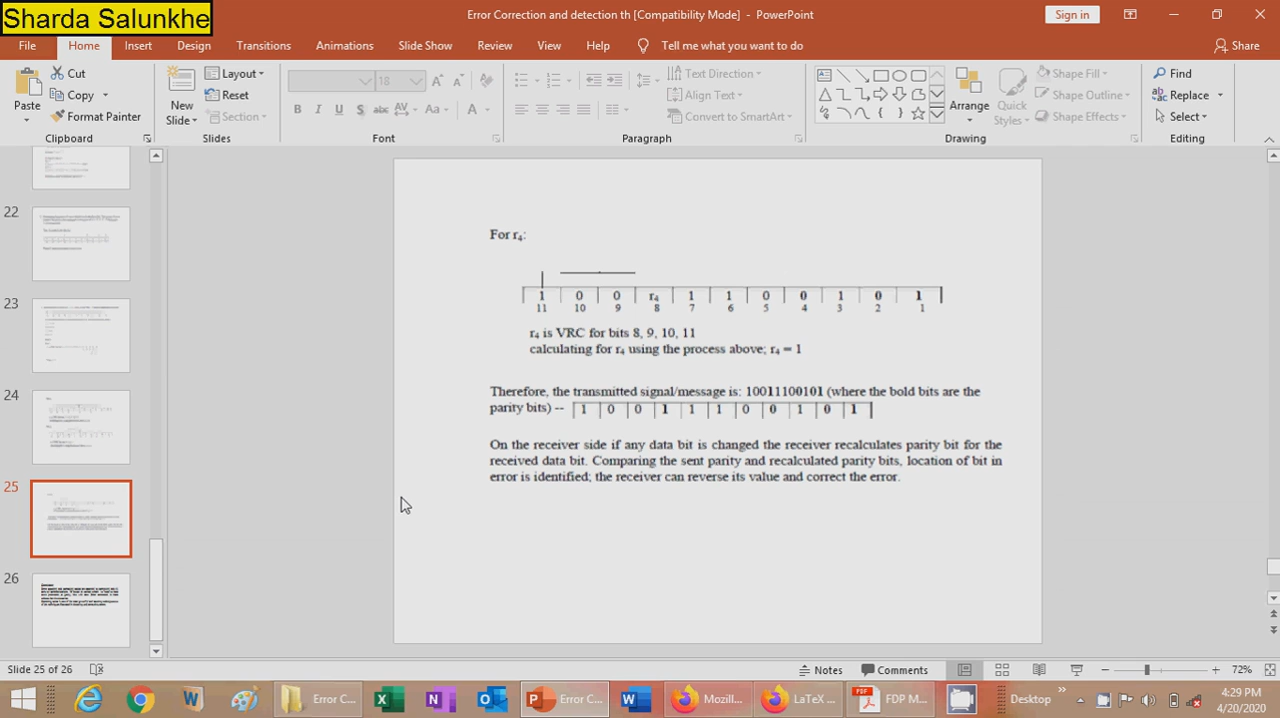 Sharda Salunkhe
Error Correction and detection th [Compatibility Mode] - PowerPoint
Sign in
File Home Insert Design Transitions Animations Slide Show Review View Help Tell me what you want to do Share
Paste
Cut
Copy
Format Painter
Clipboard
New Slide
Layout
Reset
Section
Slides
18
B I U S abc AV Aa A
Font
Text Direction
Align Text
Convert to SmartArt
Paragraph
Arrange
Quick Styles
Shape Fill
Shape Outline
Shape Effects
Drawing
Find
Replace
Select
Editing
22
23
24
25
26
For r4:
1 0 0 r4 1 1 0 0 1 0 1
11 10 9 8 7 6 5 4 3 2 1
r4 is VRC for bits 8, 9, 10, 11
calculating for r4 using the process above; r4 = 1
Therefore, the transmitted signal/message is: 10011100101 (where the bold bits are the
parity bits) -- 1 0 0 1 1 1 0 0 1 0 1
On the receiver side if any data bit is changed the receiver recalculates parity bit for the
received data bit. Comparing the sent parity and recalculated parity bits, location of bit in
error is identified; the receiver can reverse its value and correct the error.
Slide 25 of 26
Notes
Comments
72%
Error C...
Error C...
Mozill...
LaTeX ...
FDP M...
Desktop
4:29 PM
4/20/2020